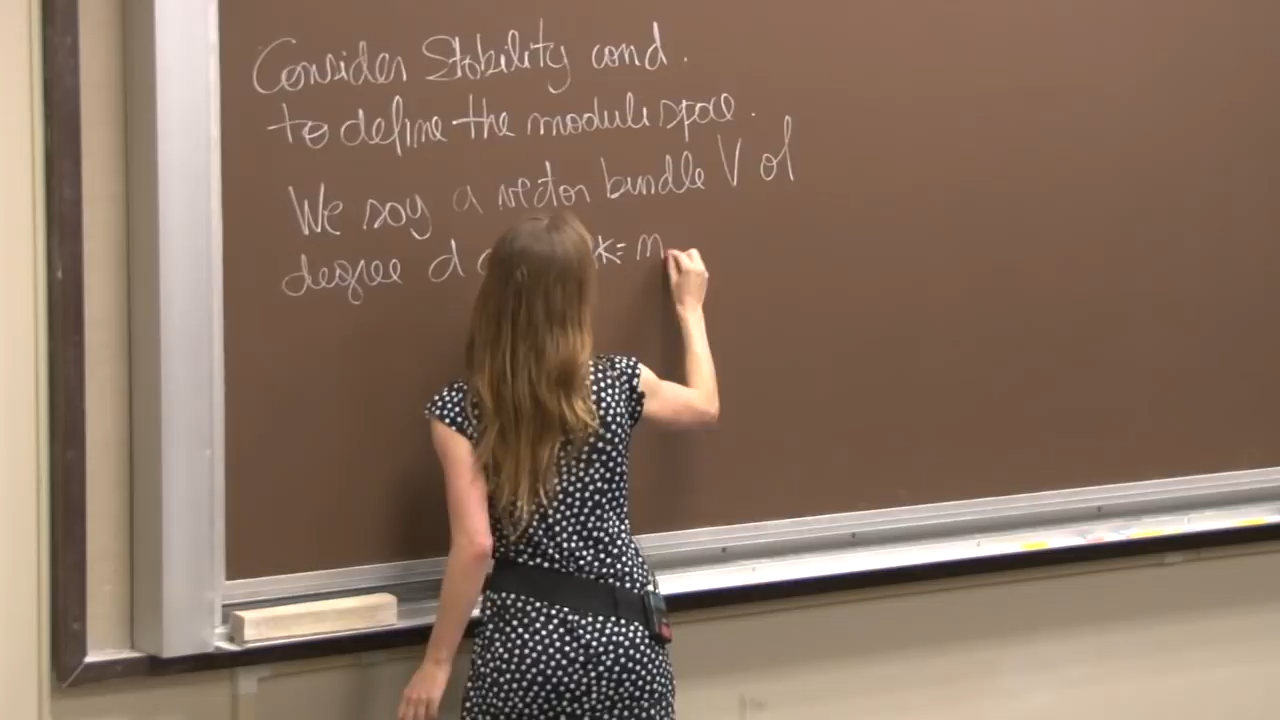 Consider Stability cond.
to define the moduli space.
We say a vector bundle V of
degree d k= n